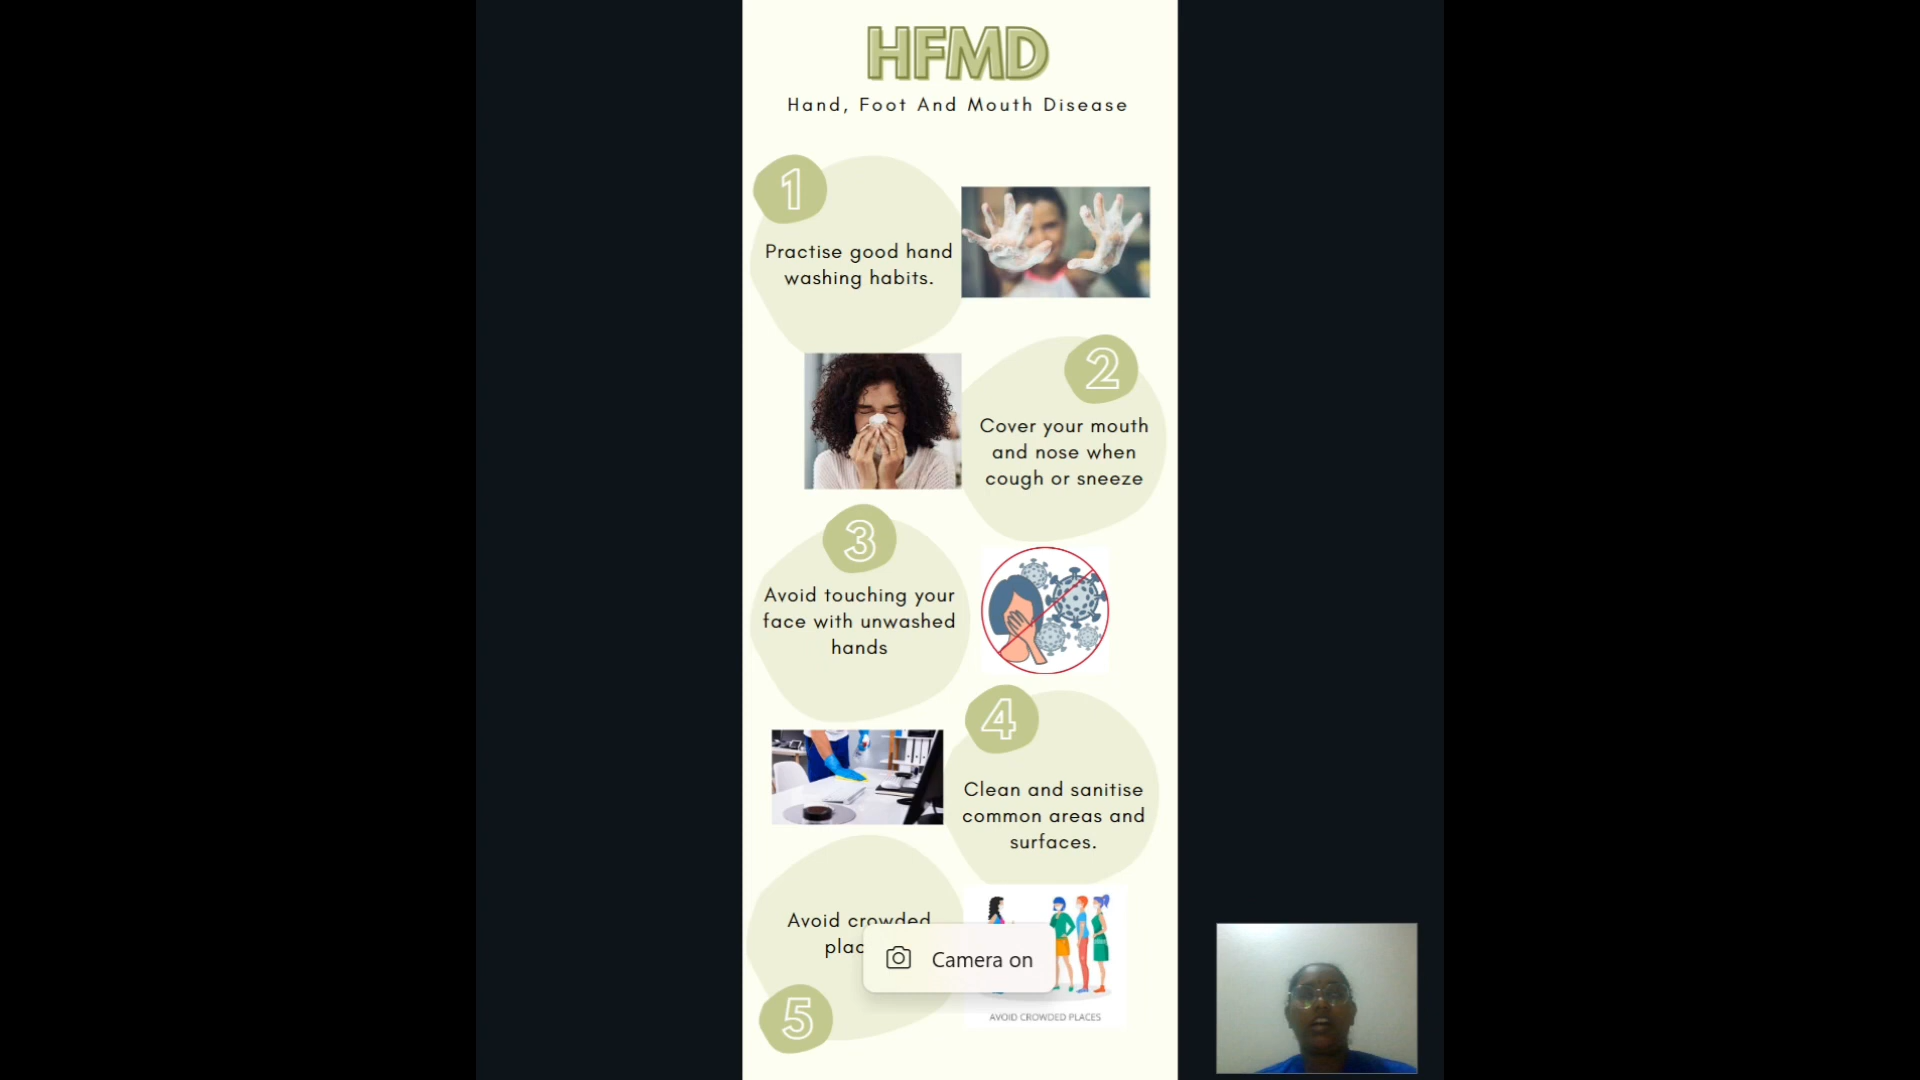 HFMD
Hand, Foot And Mouth Disease
1
Practise good hand
washing habits.
2
Cover your mouth
and nose when
cough or sneeze
3
Avoid touching your
face with unwashed
hands
4
Clean and sanitise
common areas and
surfaces.
Avoid crowded
plac
Camera on
5
AVOID CROWDED PLACES